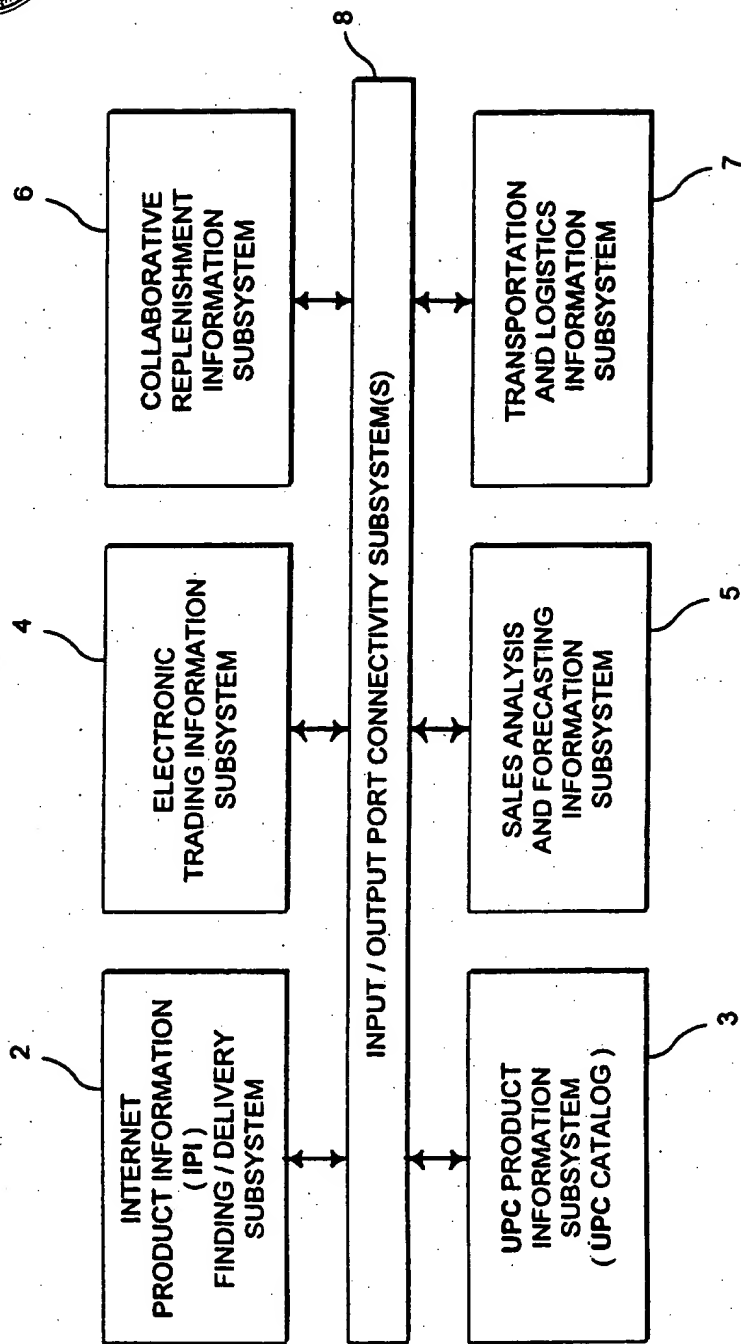 2
INTERNET
PRODUCT INFORMATION
( IPI )
FINDING / DELIVERY
SUBSYSTEM
4
ELECTRONIC
TRADING INFORMATION
SUBSYSTEM
6
COLLABORATIVE
REPLENISHMENT
INFORMATION
SUBSYSTEM
INPUT / OUTPUT PORT CONNECTIVITY SUBSYSTEM(S)
8
UPC PRODUCT
INFORMATION
SUBSYSTEM
( UPC CATALOG )
3
SALES ANALYSIS
AND FORECASTING
INFORMATION
SUBSYSTEM
5
TRANSPORTATION
AND LOGISTICS
INFORMATION
SUBSYSTEM
7